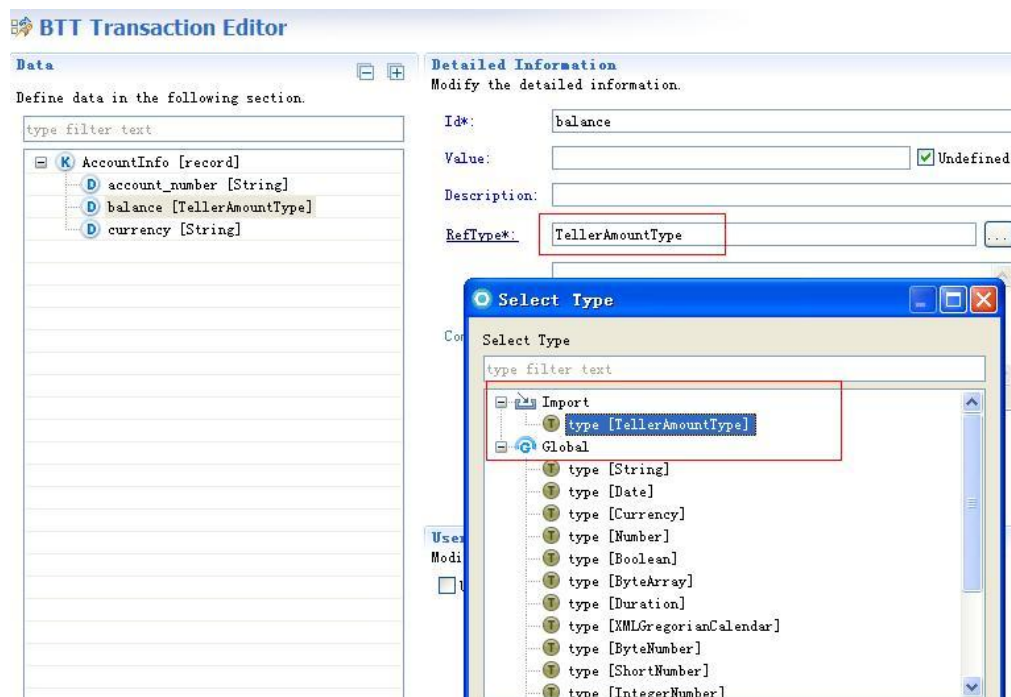 BTT Transaction Editor
Data
Define data in the following section.
type filter text
AccountInfo [record]
account_number [String]
balance [TellerAmountType]
currency [String]
Detailed Information
Modify the detailed information.
Id*: balance
Value: Undefined
Description:
RefType*: TellerAmountType ...
Select Type
Select Type
type filter text
Import
type [TellerAmountType]
Global
type [String]
type [Date]
type [Currency]
type [Number]
type [Boolean]
type [ByteArray]
type [Duration]
type [XMLGregorianCalendar]
type [ByteNumber]
type [ShortNumber]
type [IntegerNumber]